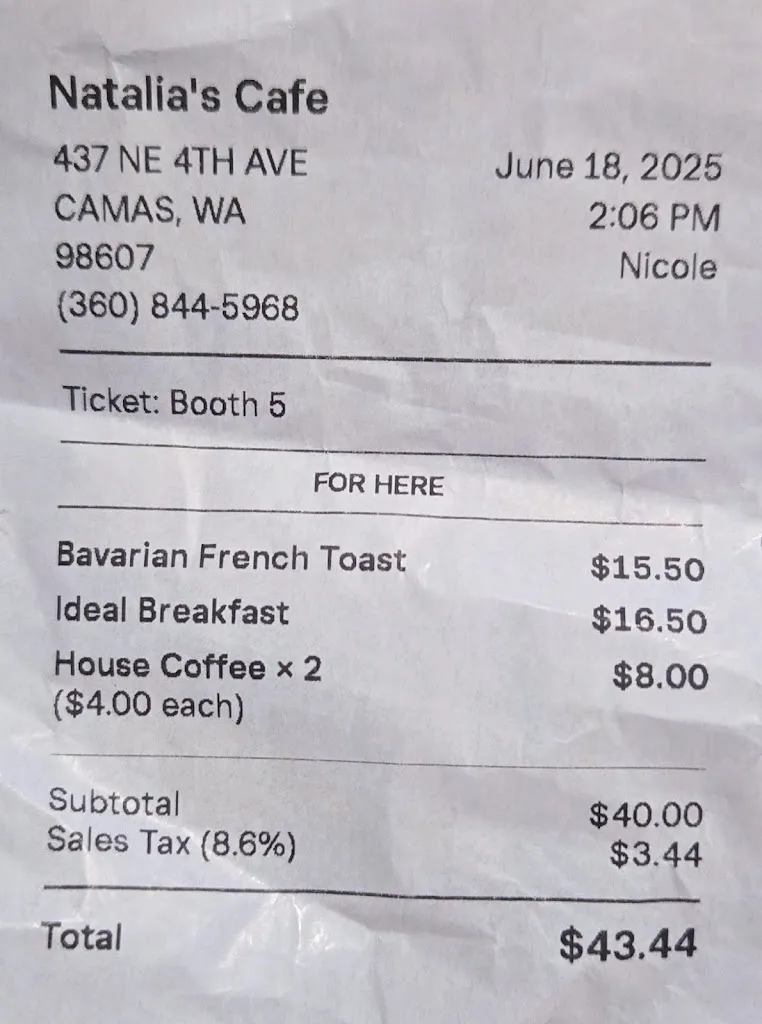 Natalia's Cafe
437 NE 4TH AVE
June 18, 2025
CAMAS, WA
2:06 PM
98607
Nicole
(360) 844-5968
Ticket: Booth 5
FOR HERE
Bavarian French Toast $15.50
Ideal Breakfast $16.50
House Coffee × 2 $8.00
($4.00 each)
Subtotal $40.00
Sales Tax (8.6%) $3.44
Total $43.44